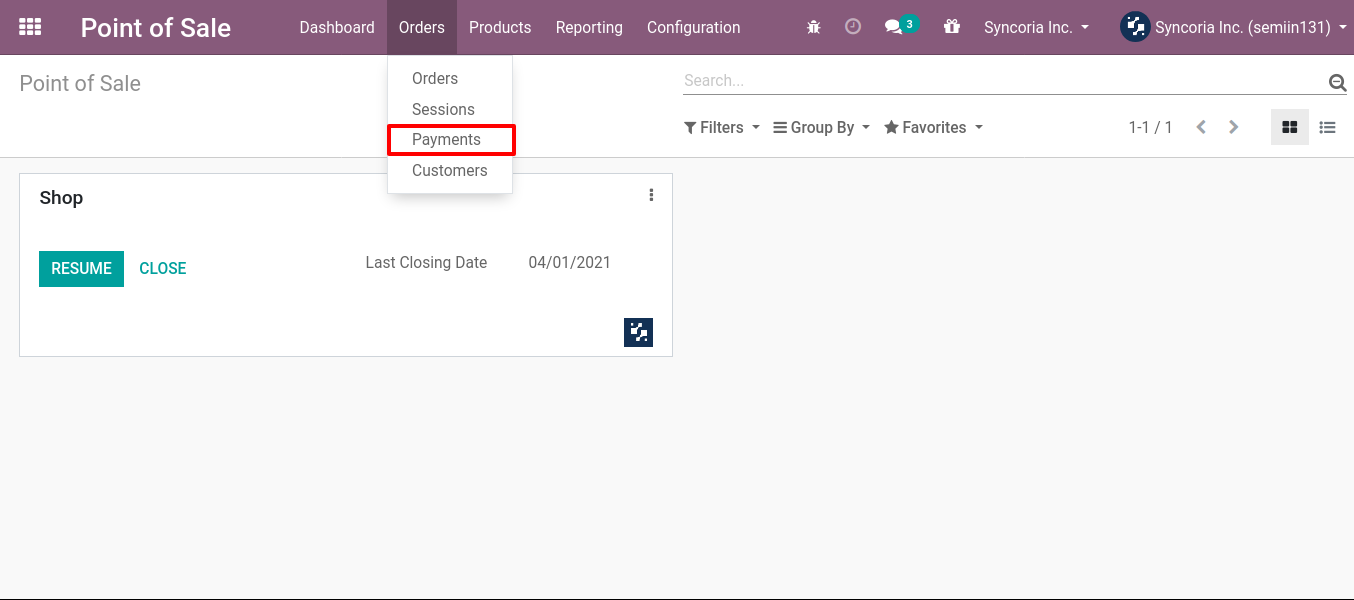 Point of Sale Dashboard Orders Products Reporting Configuration 3 Syncoria Inc. Syncoria Inc. (semiin131)
Point of Sale
Search...
Orders
Sessions
Payments
Customers
Filters Group By Favorites 1-1 / 1
Shop
RESUME CLOSE Last Closing Date 04/01/2021